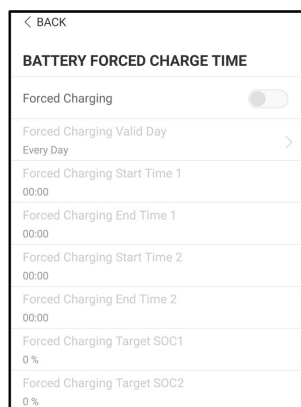 < BACK
BATTERY FORCED CHARGE TIME
Forced Charging
Forced Charging Valid Day
Every Day
Forced Charging Start Time 1
00:00
Forced Charging End Time 1
00:00
Forced Charging Start Time 2
00:00
Forced Charging End Time 2
00:00
Forced Charging Target SOC1
0 %
Forced Charging Target SOC2
0 %